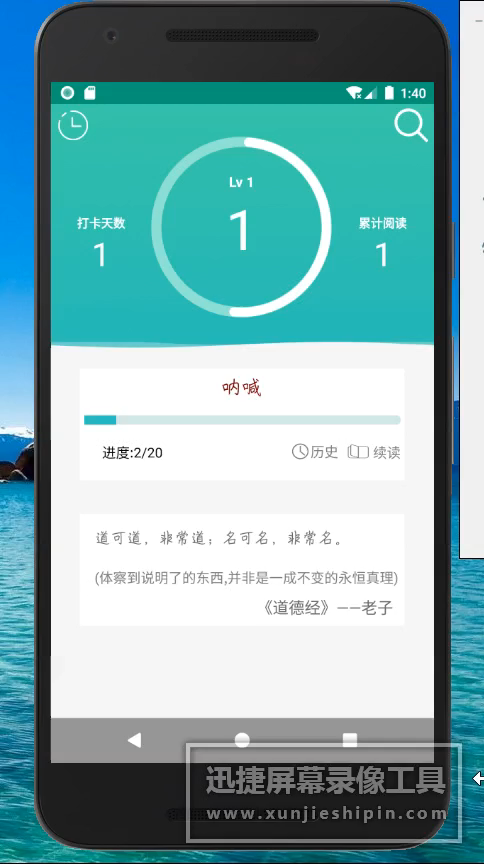 1:40
Lv 1
1
打卡天数
1
累计阅读
1
呐喊
进度:2/20
历史 续读
道可道，非常道；名可名，非常名。
(体察到说明了的东西,并非是一成不变的永恒真理)
《道德经》——老子
迅捷屏幕录像工具
www.xunjieshipin.com